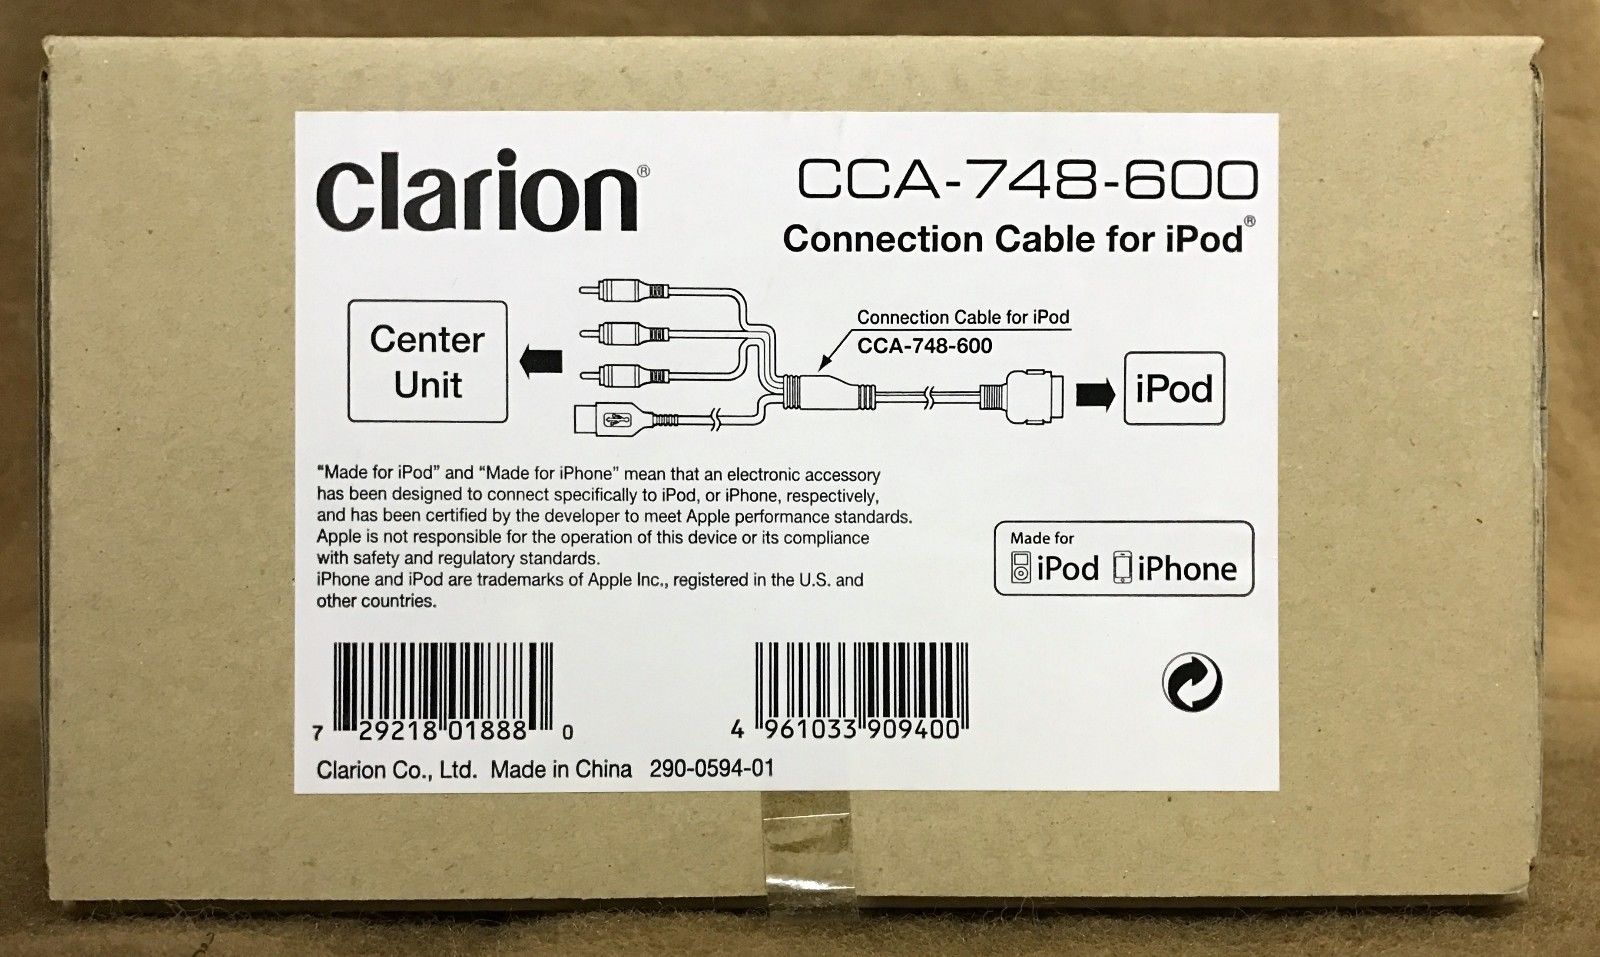 Clarion®
CCA-748-600
Connection Cable for iPod®
Center
Unit
Connection Cable for iPod
CCA-748-600
iPod
"Made for iPod" and "Made for iPhone" mean that an electronic accessory
has been designed to connect specifically to iPod, or iPhone, respectively,
and has been certified by the developer to meet Apple performance standards.
Apple is not responsible for the operation of this device or its compliance
with safety and regulatory standards.
iPhone and iPod are trademarks of Apple Inc., registered in the U.S. and
other countries.
Made for
iPod iPhone
7 29218 01888 0
4 961033 909400
Clarion Co., Ltd. Made in China 290-0594-01